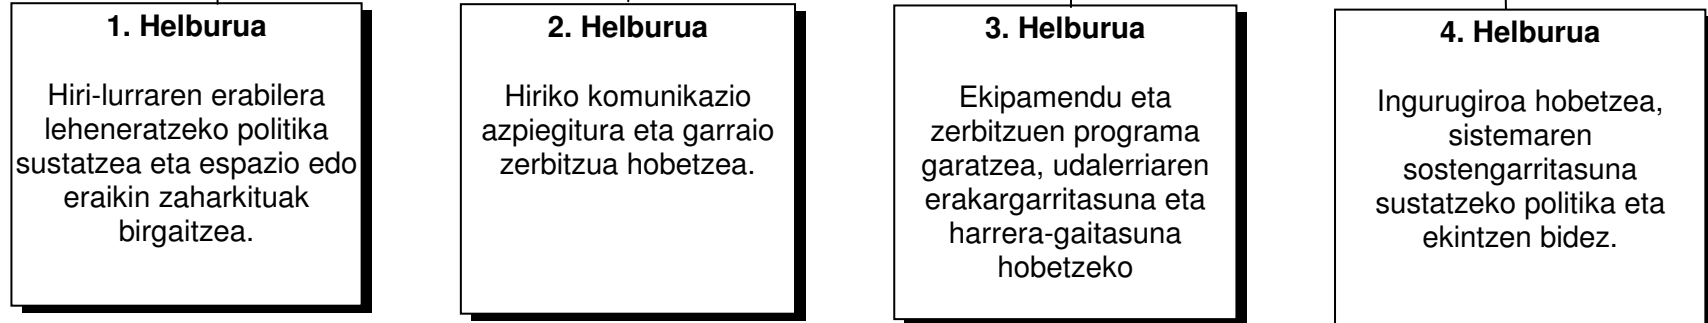 1. Helburua
Hiri-lurraren erabilera
leheneratzeko politika
sustatzea eta espazio edo
eraikin zaharkituak
birgaitzea.
2. Helburua
Hiriko komunikazio
azpiegitura eta garraio
zerbitzua hobetzea.
3. Helburua
Ekipamendu eta
zerbitzuen programa
garatzea, udalerriaren
erakargarritasuna eta
harrera-gaitasuna
hobetzeko
4. Helburua
Ingurugiroa hobetzea,
sistemaren
sostengarritasuna
sustatzeko politika eta
ekintzen bidez.